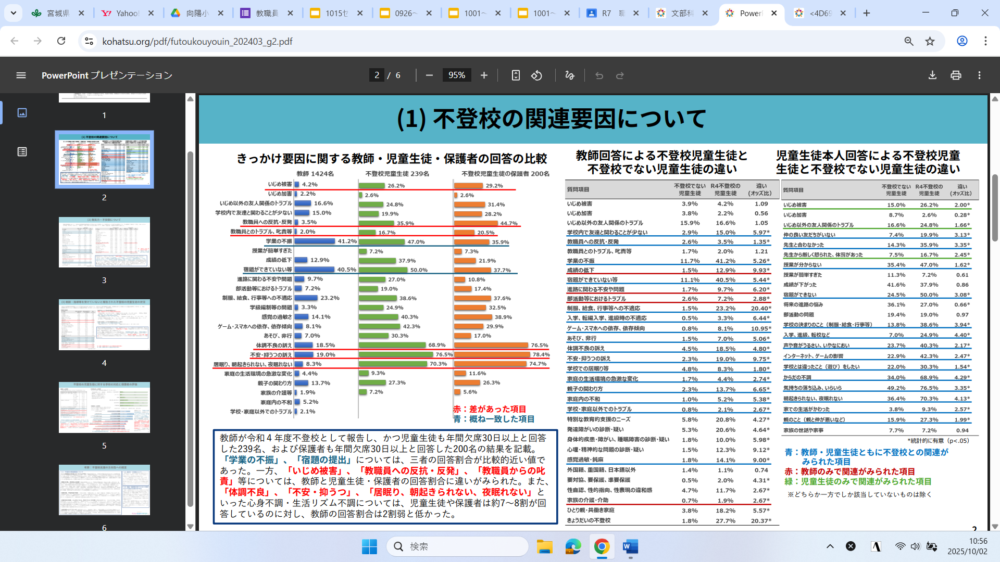 宮城県
Yahoo!
向陽小
教職員
1015セ
0926～
1001～
1001～
R7 職
文部科
Power
<4D69
kohatsu.org/pdf/futoukouyouin_202403_g2.pdf
PowerPoint プレゼンテーション
2 / 6
95%
1
2
3
4
5
6
(1) 不登校の関連要因について
きっかけ要因に関する教師・児童生徒・保護者の回答の比較
教師 1424名 不登校児童生徒 239名 不登校児童生徒の保護者 200名
いじめ被害 4.2% 26.2% 29.2%
いじめ加害 2.2% 2.6% 2.6%
いじめ以外の友人関係のトラブル 16.6% 24.8% 31.4%
学校内で友達と関わることが少ない 15.0% 19.9% 28.2%
教職員への反抗・反発 3.5% 35.9% 44.7%
教職員とのトラブル、叱責等 2.0% 16.7% 20.5%
学業の不振 41.2% 47.0% 35.9%
授業が簡単すぎた 7.2% 7.3%
成績の低下 12.9% 37.9% 21.9%
宿題ができていない等 40.5% 50.0% 37.7%
進路に関わる不安や問題 9.7% 27.0% 10.8%
部活動等におけるトラブル 7.2% 19.0% 17.4%
制服、給食、行事等への不適応 23.2% 38.6% 37.6%
学級編制等の問題 3.3% 24.9% 32.5%
感覚の過敏さ 14.1% 40.3% 38.9%
ゲーム・スマホへの依存、依存傾向 8.1% 42.3% 29.9%
あそび、非行 7.0% 30.3% 17.0%
体調不良の訴え 18.5% 68.9% 76.5%
不安・抑うつの訴え 19.0% 76.5% 78.4%
居眠り、朝起きられない、夜眠れない 8.3% 70.3% 74.7%
家庭の生活環境の急激な変化 4.4% 9.3% 11.6%
親子の関わり方 13.7% 27.3% 26.3%
家族の介護等 1.9% 7.2% 5.6%
家庭内の不和 5.2%
学校・家庭以外でのトラブル 2.1%
赤：差があった項目
青：概ね一致した項目
教師が令和４年度不登校として報告し、かつ児童生徒も年間欠席30日以上と回答
した239名、および保護者も年間欠席30日以上と回答した200名の結果を記載。
「学業の不振」、「宿題の提出」については、三者の回答割合が比較的近い値で
あった。一方、「いじめ被害」、「教職員への反抗・反発」、「教職員からの叱
責」等については、教師と児童生徒・保護者の回答割合に違いがみられた。また、
「体調不良」、「不安・抑うつ」、「居眠り、朝起きられない、夜眠れない」と
いった心身不調・生活リズム不調については、児童生徒や保護者は約7～8割が回
答しているのに対し、教師の回答割合は2割弱と低かった。
教師回答による不登校児童生徒と
不登校でない児童生徒の違い
質問項目 不登校でない児童生徒 R4不登校の児童生徒 違い(オッズ比)
いじめ被害 3.9% 4.2% 1.09
いじめ加害 3.8% 2.2% 0.56
いじめ以外の友人関係のトラブル 15.9% 16.6% 1.05
学校内で友達と関わることが少ない 2.9% 15.0% 5.97*
教職員への反抗・反発 2.6% 3.5% 1.35*
教職員とのトラブル、叱責等 1.7% 2.0% 1.21
学業の不振 11.7% 41.2% 5.26*
成績の低下 1.5% 12.9% 9.93*
宿題ができていない等 11.1% 40.5% 5.44*
進路に関わる不安や問題 1.7% 9.7% 6.20*
部活動等におけるトラブル 2.6% 7.2% 2.88*
制服、給食、行事等への不適応 1.5% 23.2% 20.40*
入学、転編入学、進級時の不適応 0.5% 3.3% 6.44*
ゲーム・スマホへの依存、依存傾向 0.8% 8.1% 10.95*
あそび、非行 1.5% 7.0% 5.06*
体調不良の訴え 4.5% 18.5% 4.80*
不安・抑うつの訴え 2.3% 19.0% 9.75*
学校での居眠り等 4.8% 8.3% 1.80*
家庭の生活環境の急激な変化 1.7% 4.4% 2.74*
親子の関わり方 2.3% 13.7% 6.65*
家庭内の不和 1.0% 5.2% 5.38*
学校・家庭以外でのトラブル 0.8% 2.1% 2.67*
特別な教育的支援のニーズ 5.8% 20.8% 4.27*
発達障がいの診断・疑い 5.3% 20.6% 4.64*
身体的疾患・障がい、睡眠障害の診断・疑い 1.8% 10.0% 5.98*
心理・精神的な問題の診断・疑い 1.5% 12.3% 9.12*
感覚過敏・鈍麻 1.8% 14.1% 9.00*
外国籍、重国籍、日本語以外 1.4% 1.1% 0.74
要対協、要保護、準要保護 0.5% 2.0% 4.31*
性自認、性的指向、性表現の違和感 4.7% 11.7% 2.67*
家族の介護・介助 0.7% 1.9% 2.67*
ひとり親・共働き家庭 3.8% 18.2% 5.57*
きょうだいの不登校 1.8% 27.7% 20.37*
児童生徒本人回答による不登校児童
生徒と不登校でない児童生徒の違い
質問項目 不登校でない児童生徒 R4不登校の児童生徒 違い(オッズ比)
いじめ被害 15.0% 26.2% 2.00*
いじめ加害 8.7% 2.6% 0.28*
いじめ以外の友人関係のトラブル 16.6% 24.8% 1.66*
仲の良い友だちがいない 7.4% 19.9% 3.13*
先生と合わなかった 14.3% 35.9% 3.35*
先生から厳しく怒られた、体罰があった 7.5% 16.7% 2.45*
授業が分からない 35.4% 47.0% 1.62*
授業が簡単すぎた 11.3% 7.2% 0.61
成績が下がった 41.6% 37.9% 0.86
宿題ができない 24.5% 50.0% 3.08*
将来の進路の悩み 36.1% 27.0% 0.66*
部活動の問題 19.4% 19.0% 0.97
学校の決まりのこと（制服・給食・行事等） 13.8% 38.6% 3.94*
入学、進級、転校など 7.0% 24.9% 4.40*
声や音がうるさい、いやなにおい 23.7% 40.3% 2.17*
インターネット、ゲームの影響 22.9% 42.3% 2.47*
学校とは違ったこと（遊び）をしたい 22.0% 30.3% 1.54*
からだの不調 34.0% 68.9% 4.29*
気持ちの落ち込み、いらいら 49.2% 76.5% 3.35*
朝起きられない、夜眠れない 36.4% 70.3% 4.13*
家での生活がかわった 3.8% 9.3% 2.57*
親のこと（親と仲が悪いなど） 15.9% 27.3% 1.99*
家族の世話や家事 7.7% 7.2% 0.94
*統計的に有意（p<.05）
青：教師・児童生徒ともに不登校との関連が
みられた項目
赤：教師のみで関連がみられた項目
緑：児童生徒のみで関連がみられた項目
※どちらか一方でしか該当していないものは除く
2
検索
A
10:56
2025/10/02